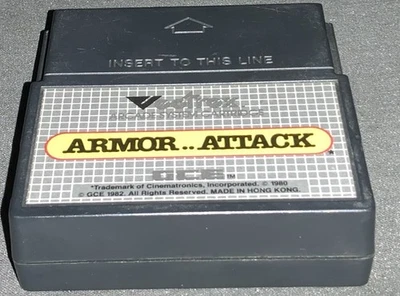 INSERT TO THIS LINE
Vectrex
ARMOR .. ATTACK*
GCE™
*Trademark of Cinematronics, Incorporated. © 1980
© GCE 1982. All Rights Reserved. MADE IN HONG KONG.